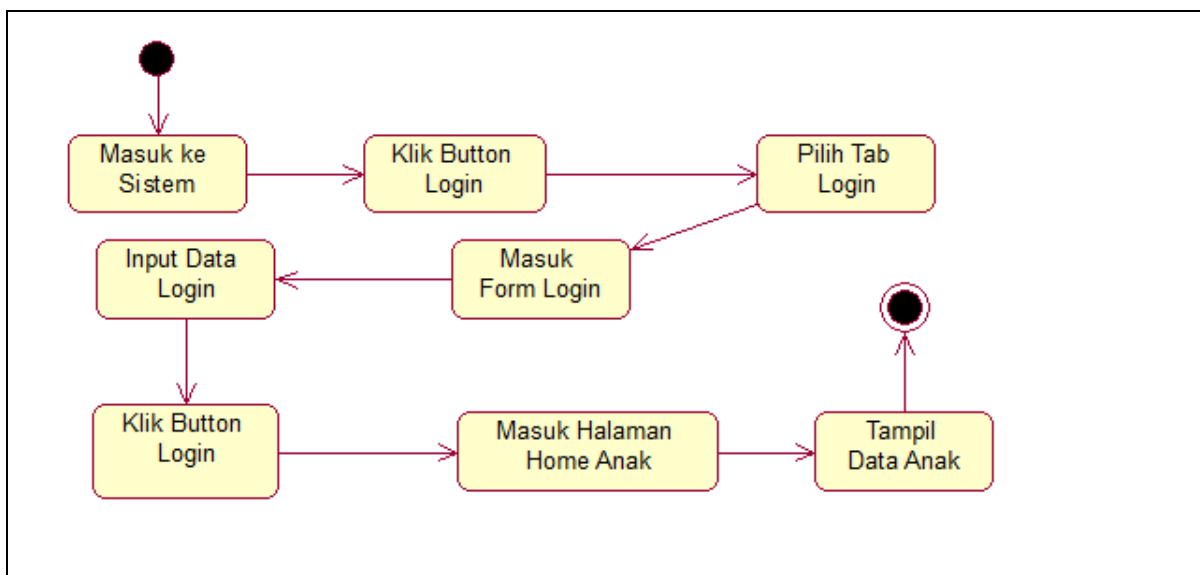 Masuk ke
Sistem
Klik Button
Login
Pilih Tab
Login
Masuk
Form Login
Input Data
Login
Klik Button
Login
Masuk Halaman
Home Anak
Tampil
Data Anak